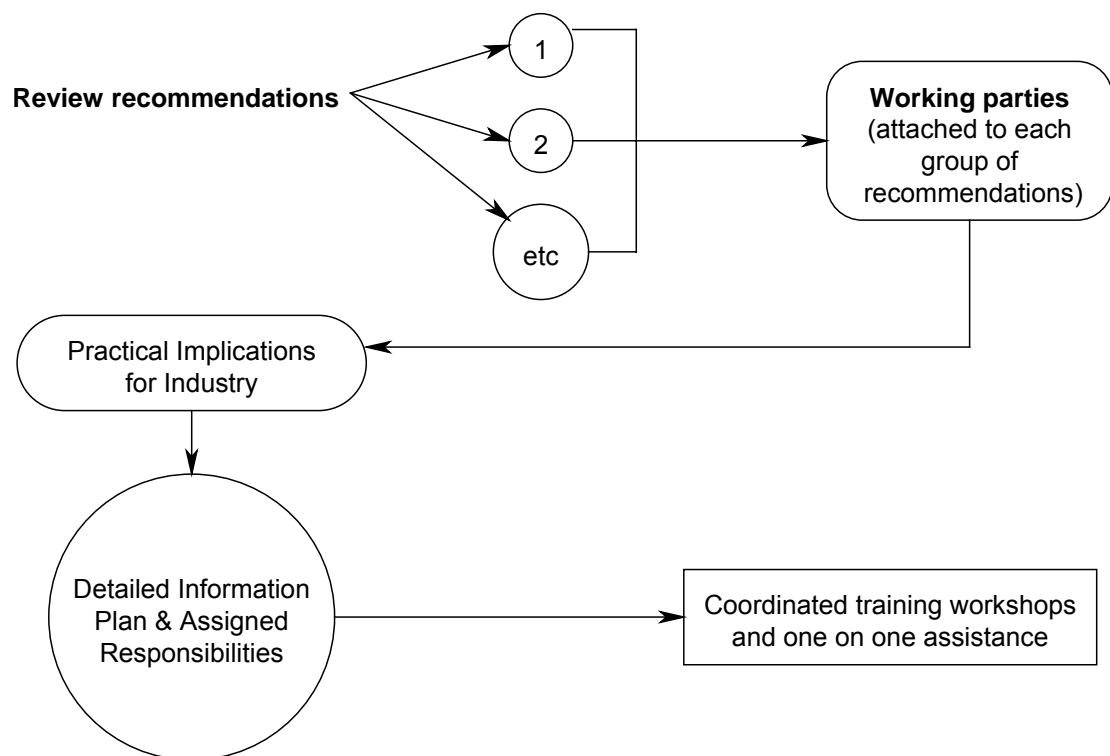 1
Review recommendations
2
etc
Working parties
(attached to each
group of
recommendations)
Practical Implications
for Industry
Detailed Information
Plan & Assigned
Responsibilities
Coordinated training workshops
and one on one assistance